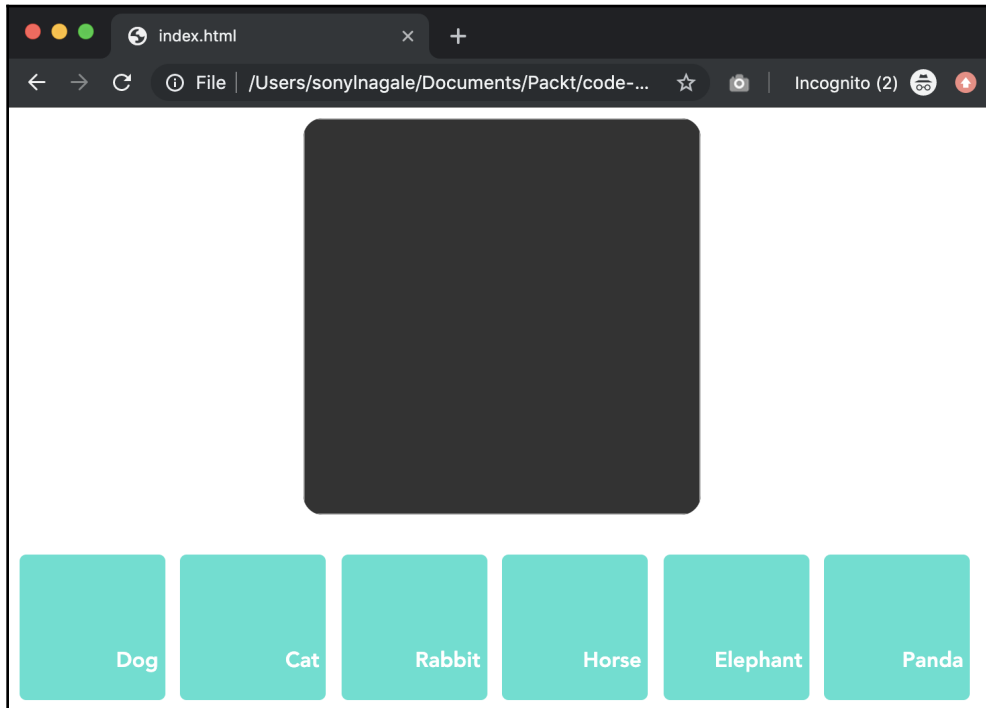 index.html
File /Users/sonylnagale/Documents/Packt/code-... Incognito (2)
Dog Cat Rabbit Horse Elephant Panda